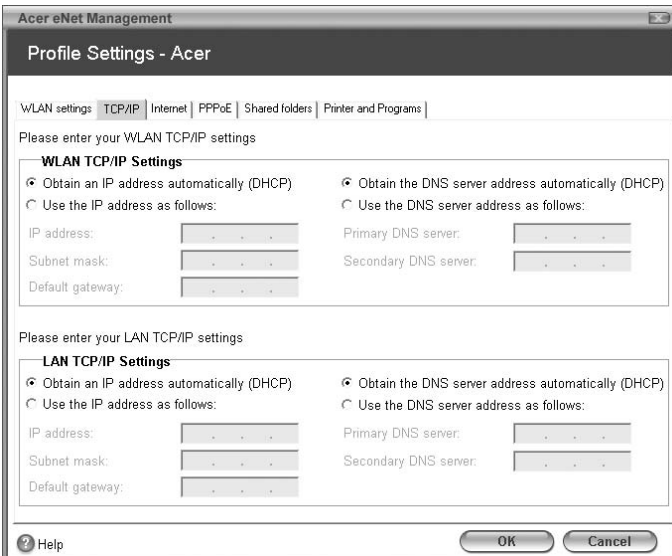 Acer eNet Management
Profile Settings - Acer
WLAN settings TCP/IP Internet PPPoE Shared folders Printer and Programs
Please enter your WLAN TCP/IP settings
WLAN TCP/IP Settings
Obtain an IP address automatically (DHCP) Obtain the DNS server address automatically (DHCP)
Use the IP address as follows: Use the DNS server address as follows:
IP address: Primary DNS server:
Subnet mask: Secondary DNS server:
Default gateway:
Please enter your LAN TCP/IP settings
LAN TCP/IP Settings
Obtain an IP address automatically (DHCP) Obtain the DNS server address automatically (DHCP)
Use the IP address as follows: Use the DNS server address as follows:
IP address: Primary DNS server:
Subnet mask: Secondary DNS server:
Default gateway:
? Help OK Cancel